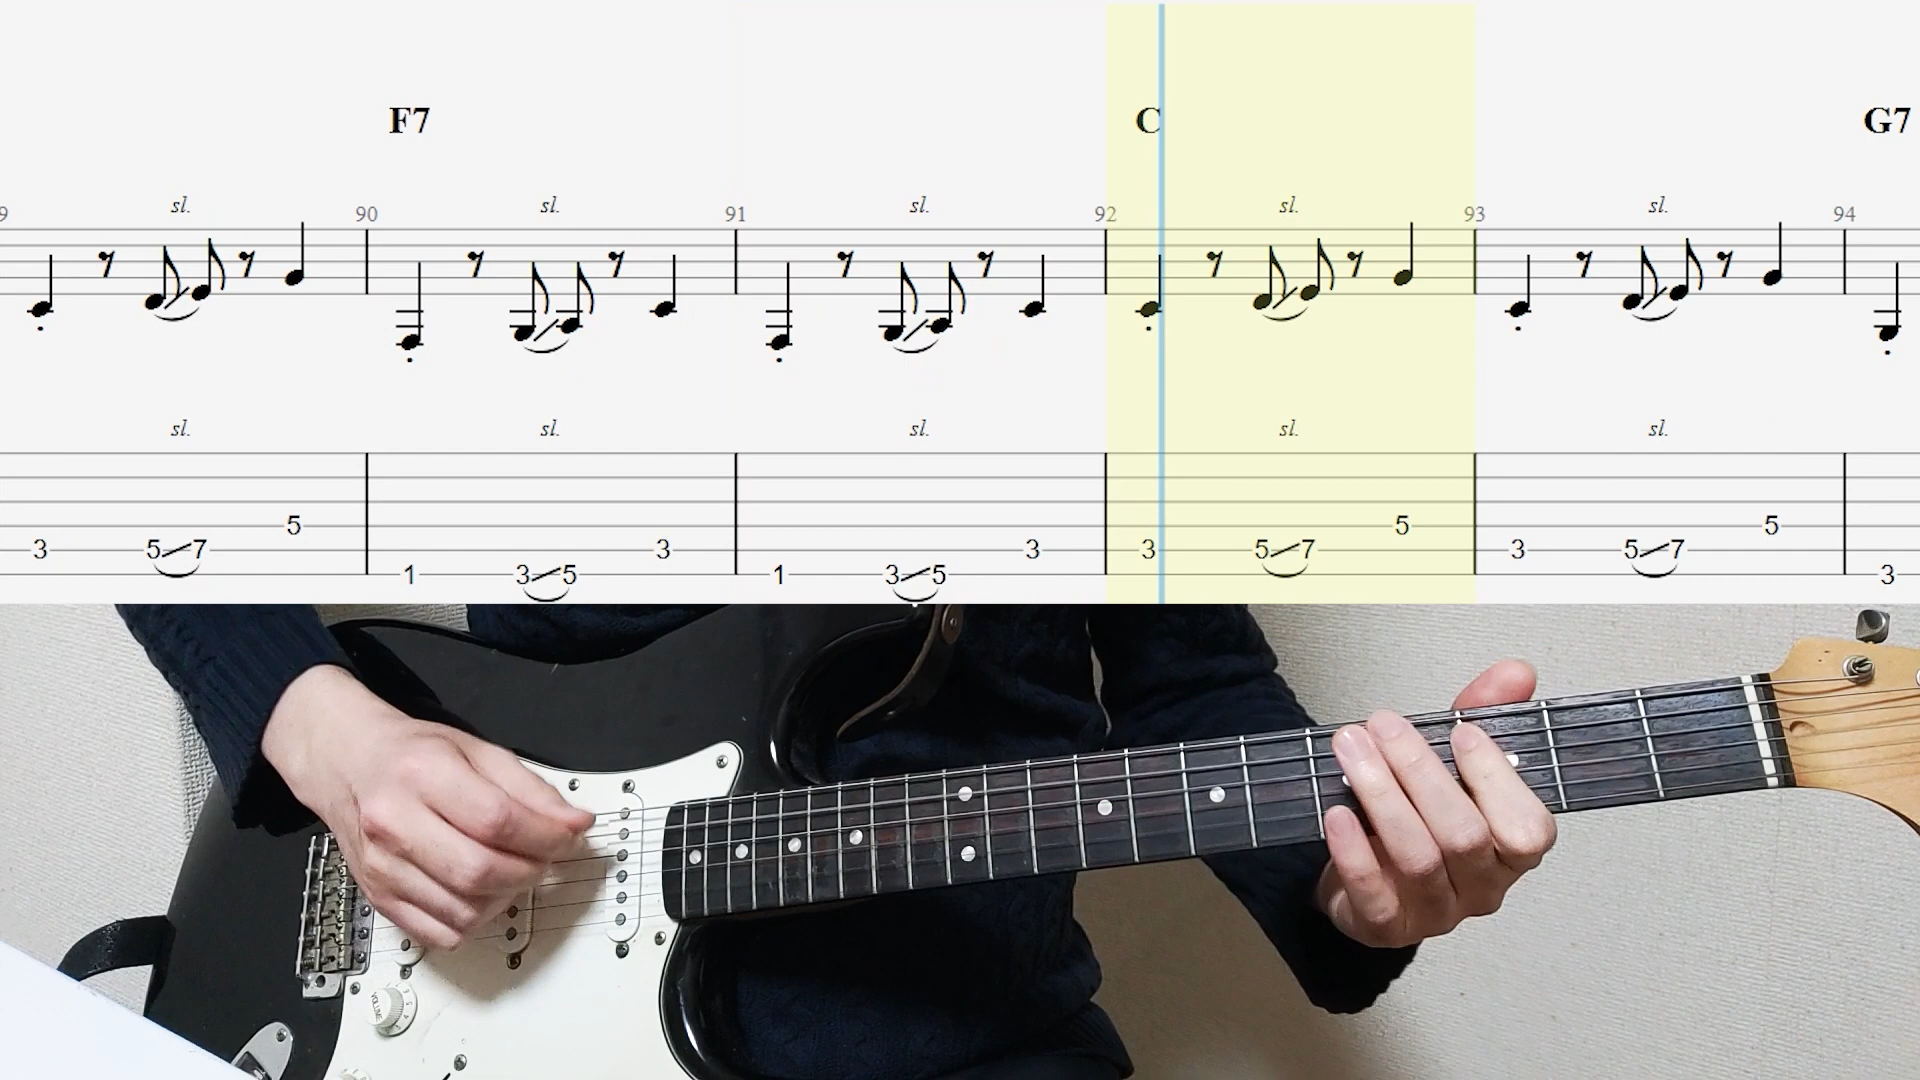 F7 C G7
sl. sl. sl. sl. sl.
9 90 91 92 93 94
sl. sl. sl. sl. sl.
5 5 5
3 5 7 3 3 3 5 7 3 5 7
1 3 5 1 3 5 3
VOLUME